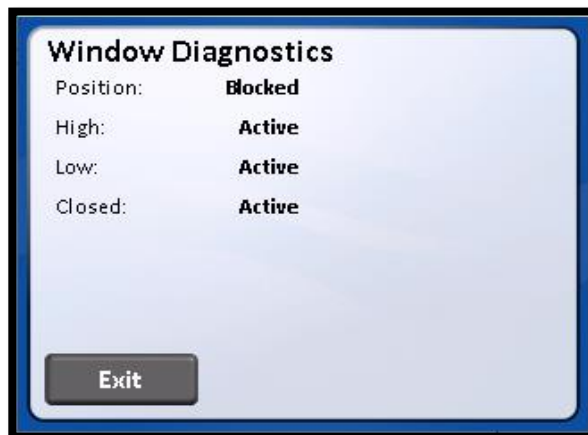 Window Diagnostics
Position: Blocked
High: Active
Low: Active
Closed: Active
Exit